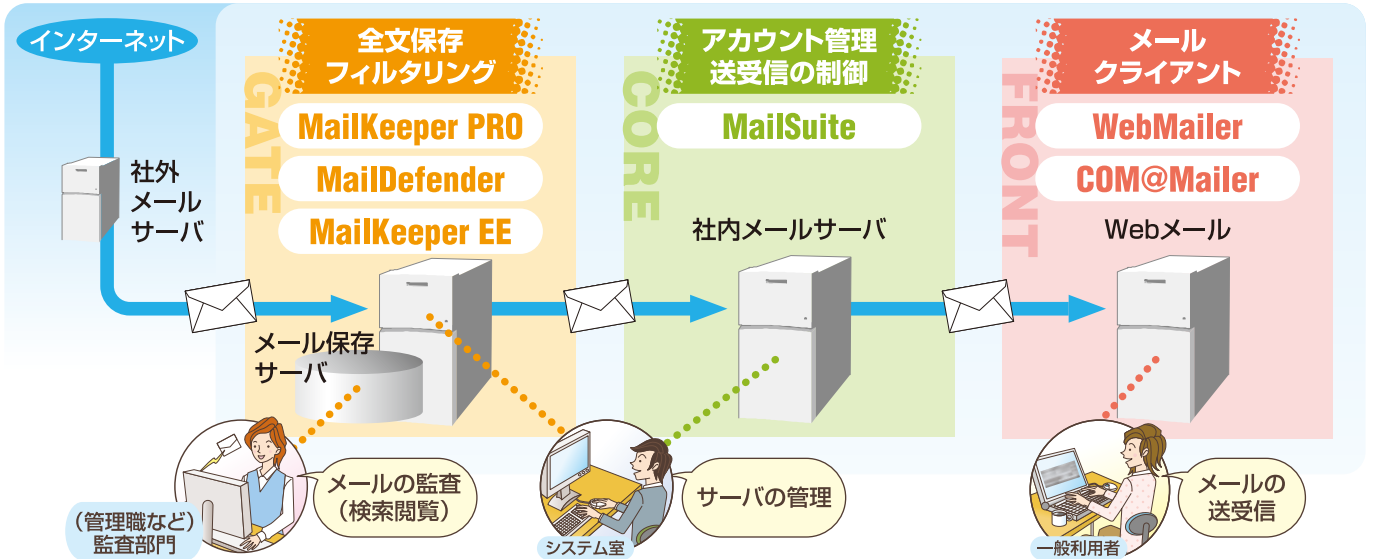 インターネット
社外
メール
サーバ
全文保存
フィルタリング
GATE
MailKeeper PRO
MailDefender
MailKeeper EE
メール保存
サーバ
アカウント管理
送受信の制御
CORE
MailSuite
社内メールサーバ
メール
クライアント
FRONT
WebMailer
COM@Mailer
Webメール
(管理職など)
監査部門
メールの監査
(検索閲覧)
システム室
サーバの管理
一般利用者
メールの
送受信